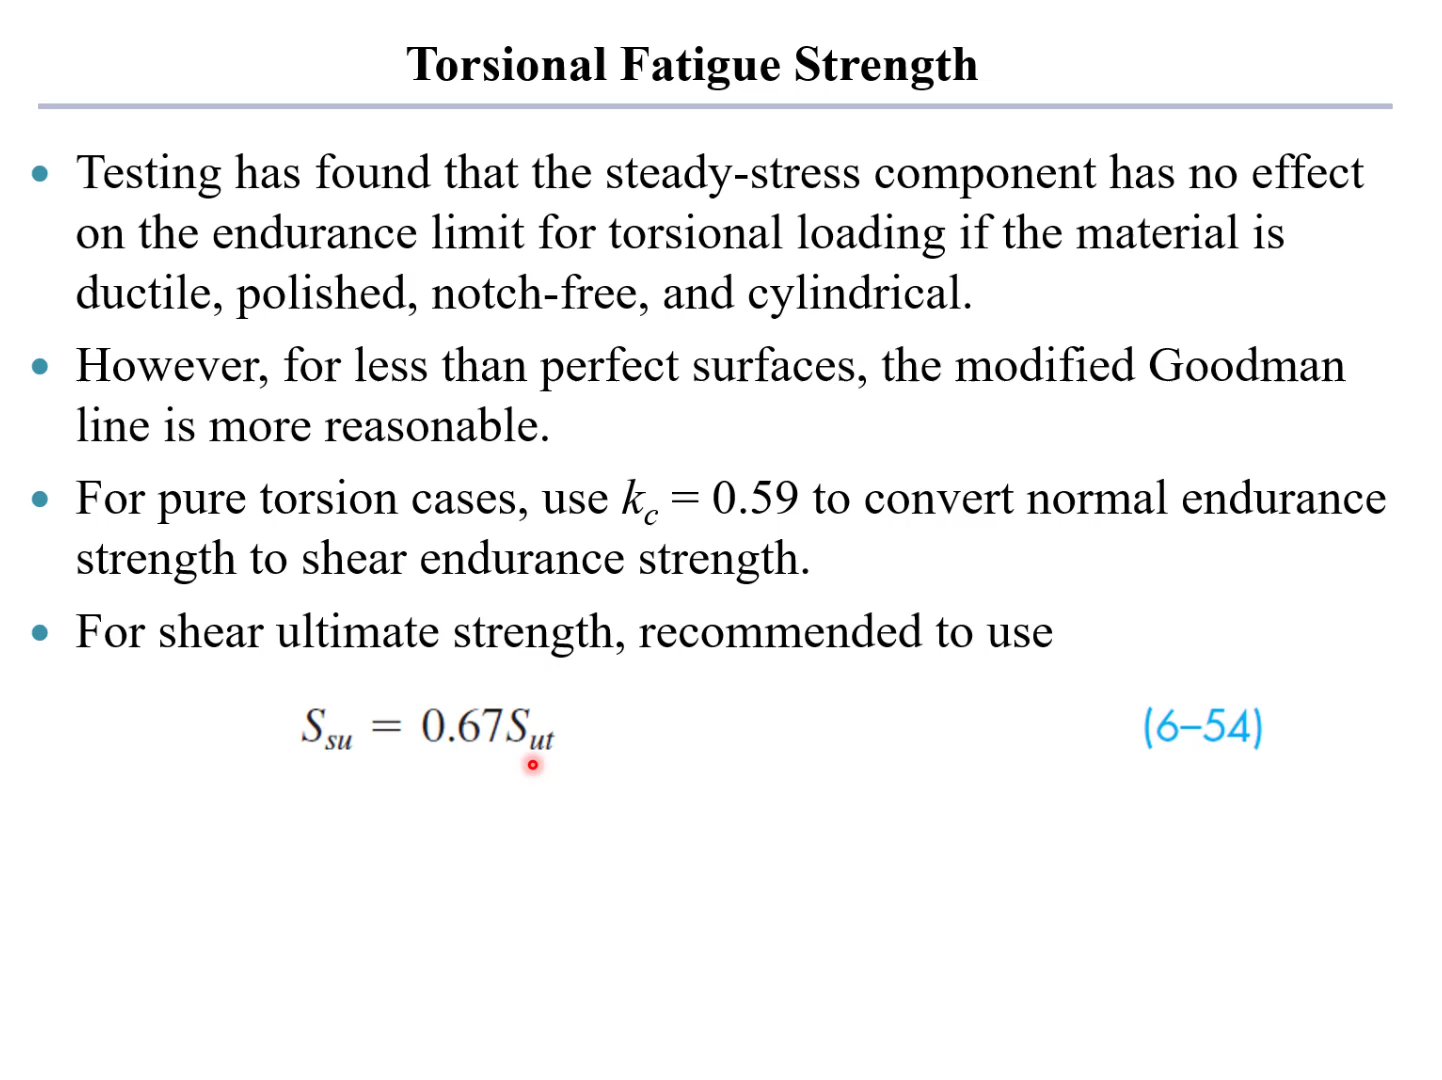 Torsional Fatigue Strength
• Testing has found that the steady-stress component has no effect
on the endurance limit for torsional loading if the material is
ductile, polished, notch-free, and cylindrical.
• However, for less than perfect surfaces, the modified Goodman
line is more reasonable.
• For pure torsion cases, use k_c = 0.59 to convert normal endurance
strength to shear endurance strength.
• For shear ultimate strength, recommended to use
S_su = 0.67S_ut (6–54)